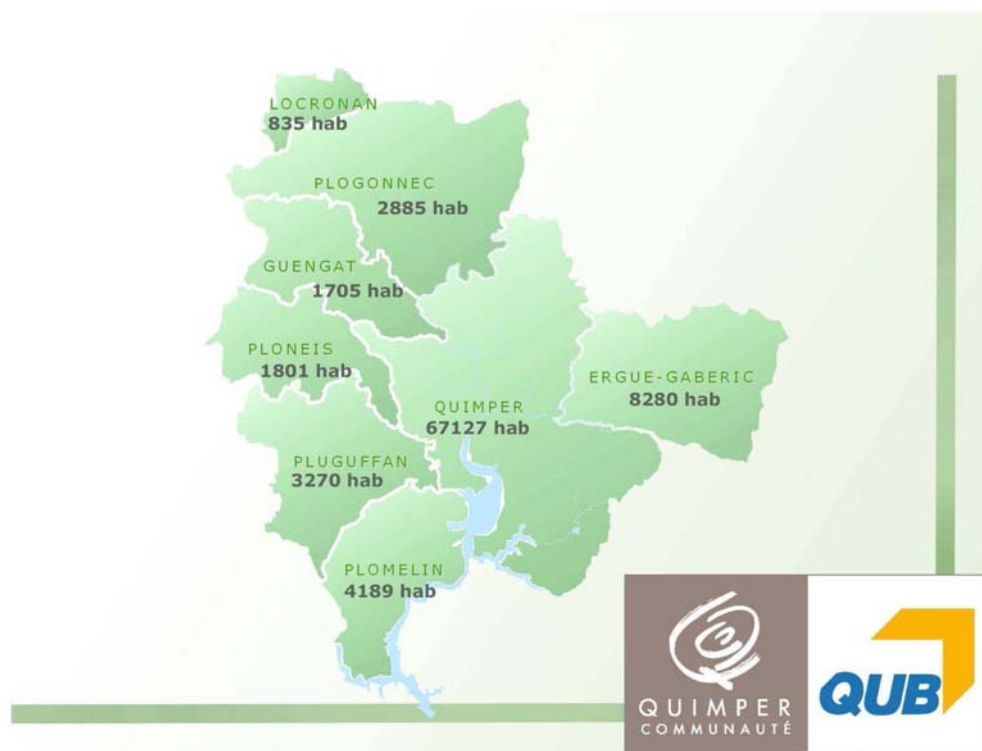 LOCRONAN
835 hab
PLOGONNEC
2885 hab
GUENGAT
1705 hab
PLONEIS
1801 hab
ERGUE-GABERIC
8280 hab
QUIMPER
67127 hab
PLUGUFFAN
3270 hab
PLOMELIN
4189 hab
QUIMPER
COMMUNAUTÉ
QUB